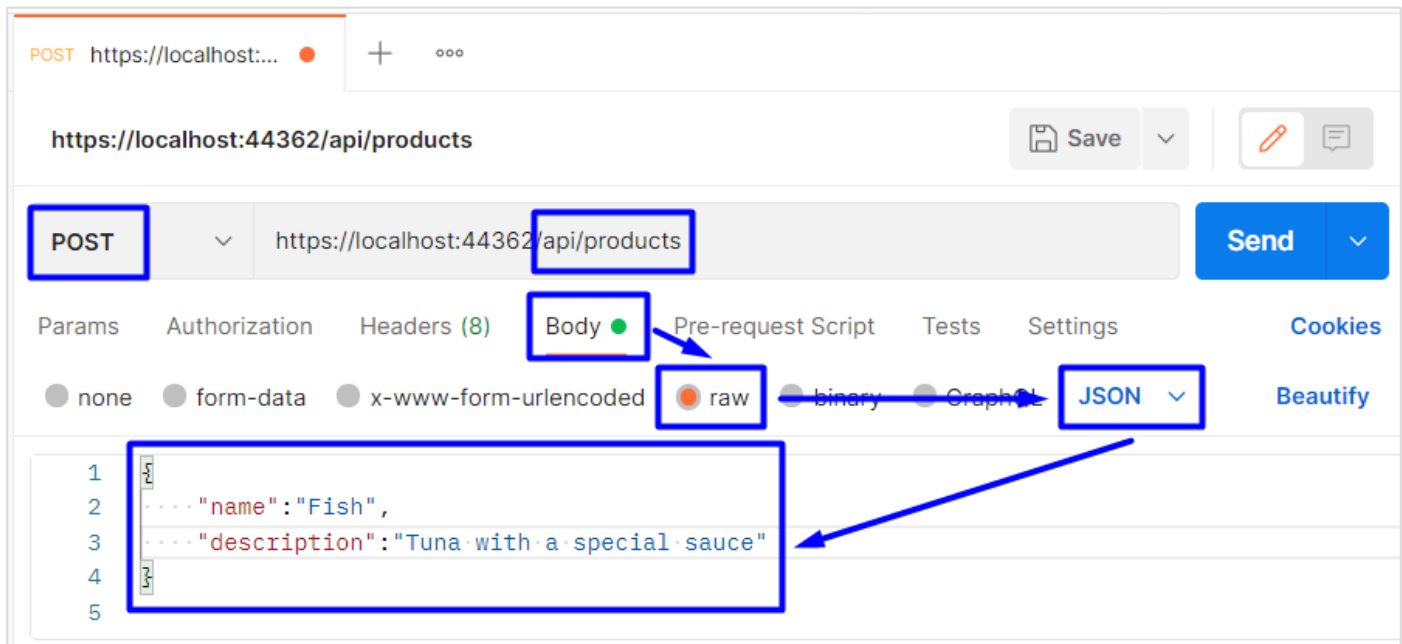 POST https://localhost:...
https://localhost:44362/api/products
Save
POST https://localhost:44362/api/products Send
Params Authorization Headers (8) Body Pre-request Script Tests Settings Cookies
none form-data x-www-form-urlencoded raw binary GraphQL JSON Beautify
1 {
2 "name":"Fish",
3 "description":"Tuna with a special sauce"
4 }
5